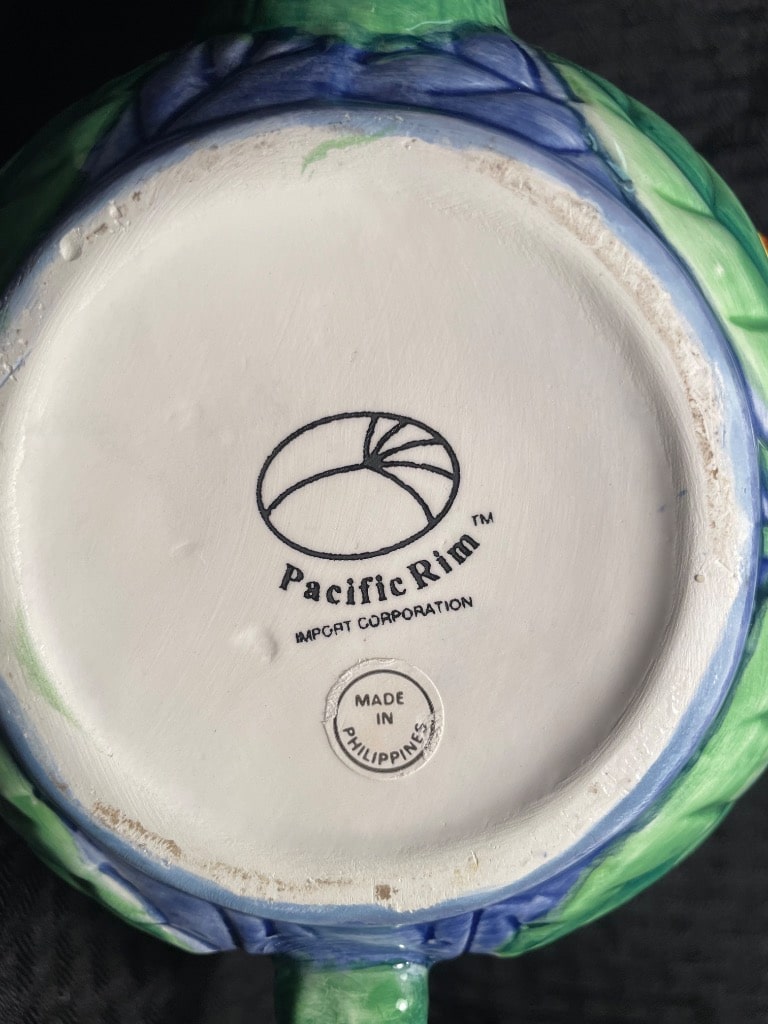 Pacific Rim™
IMPORT CORPORATION
MADE
IN
PHILIPPINES